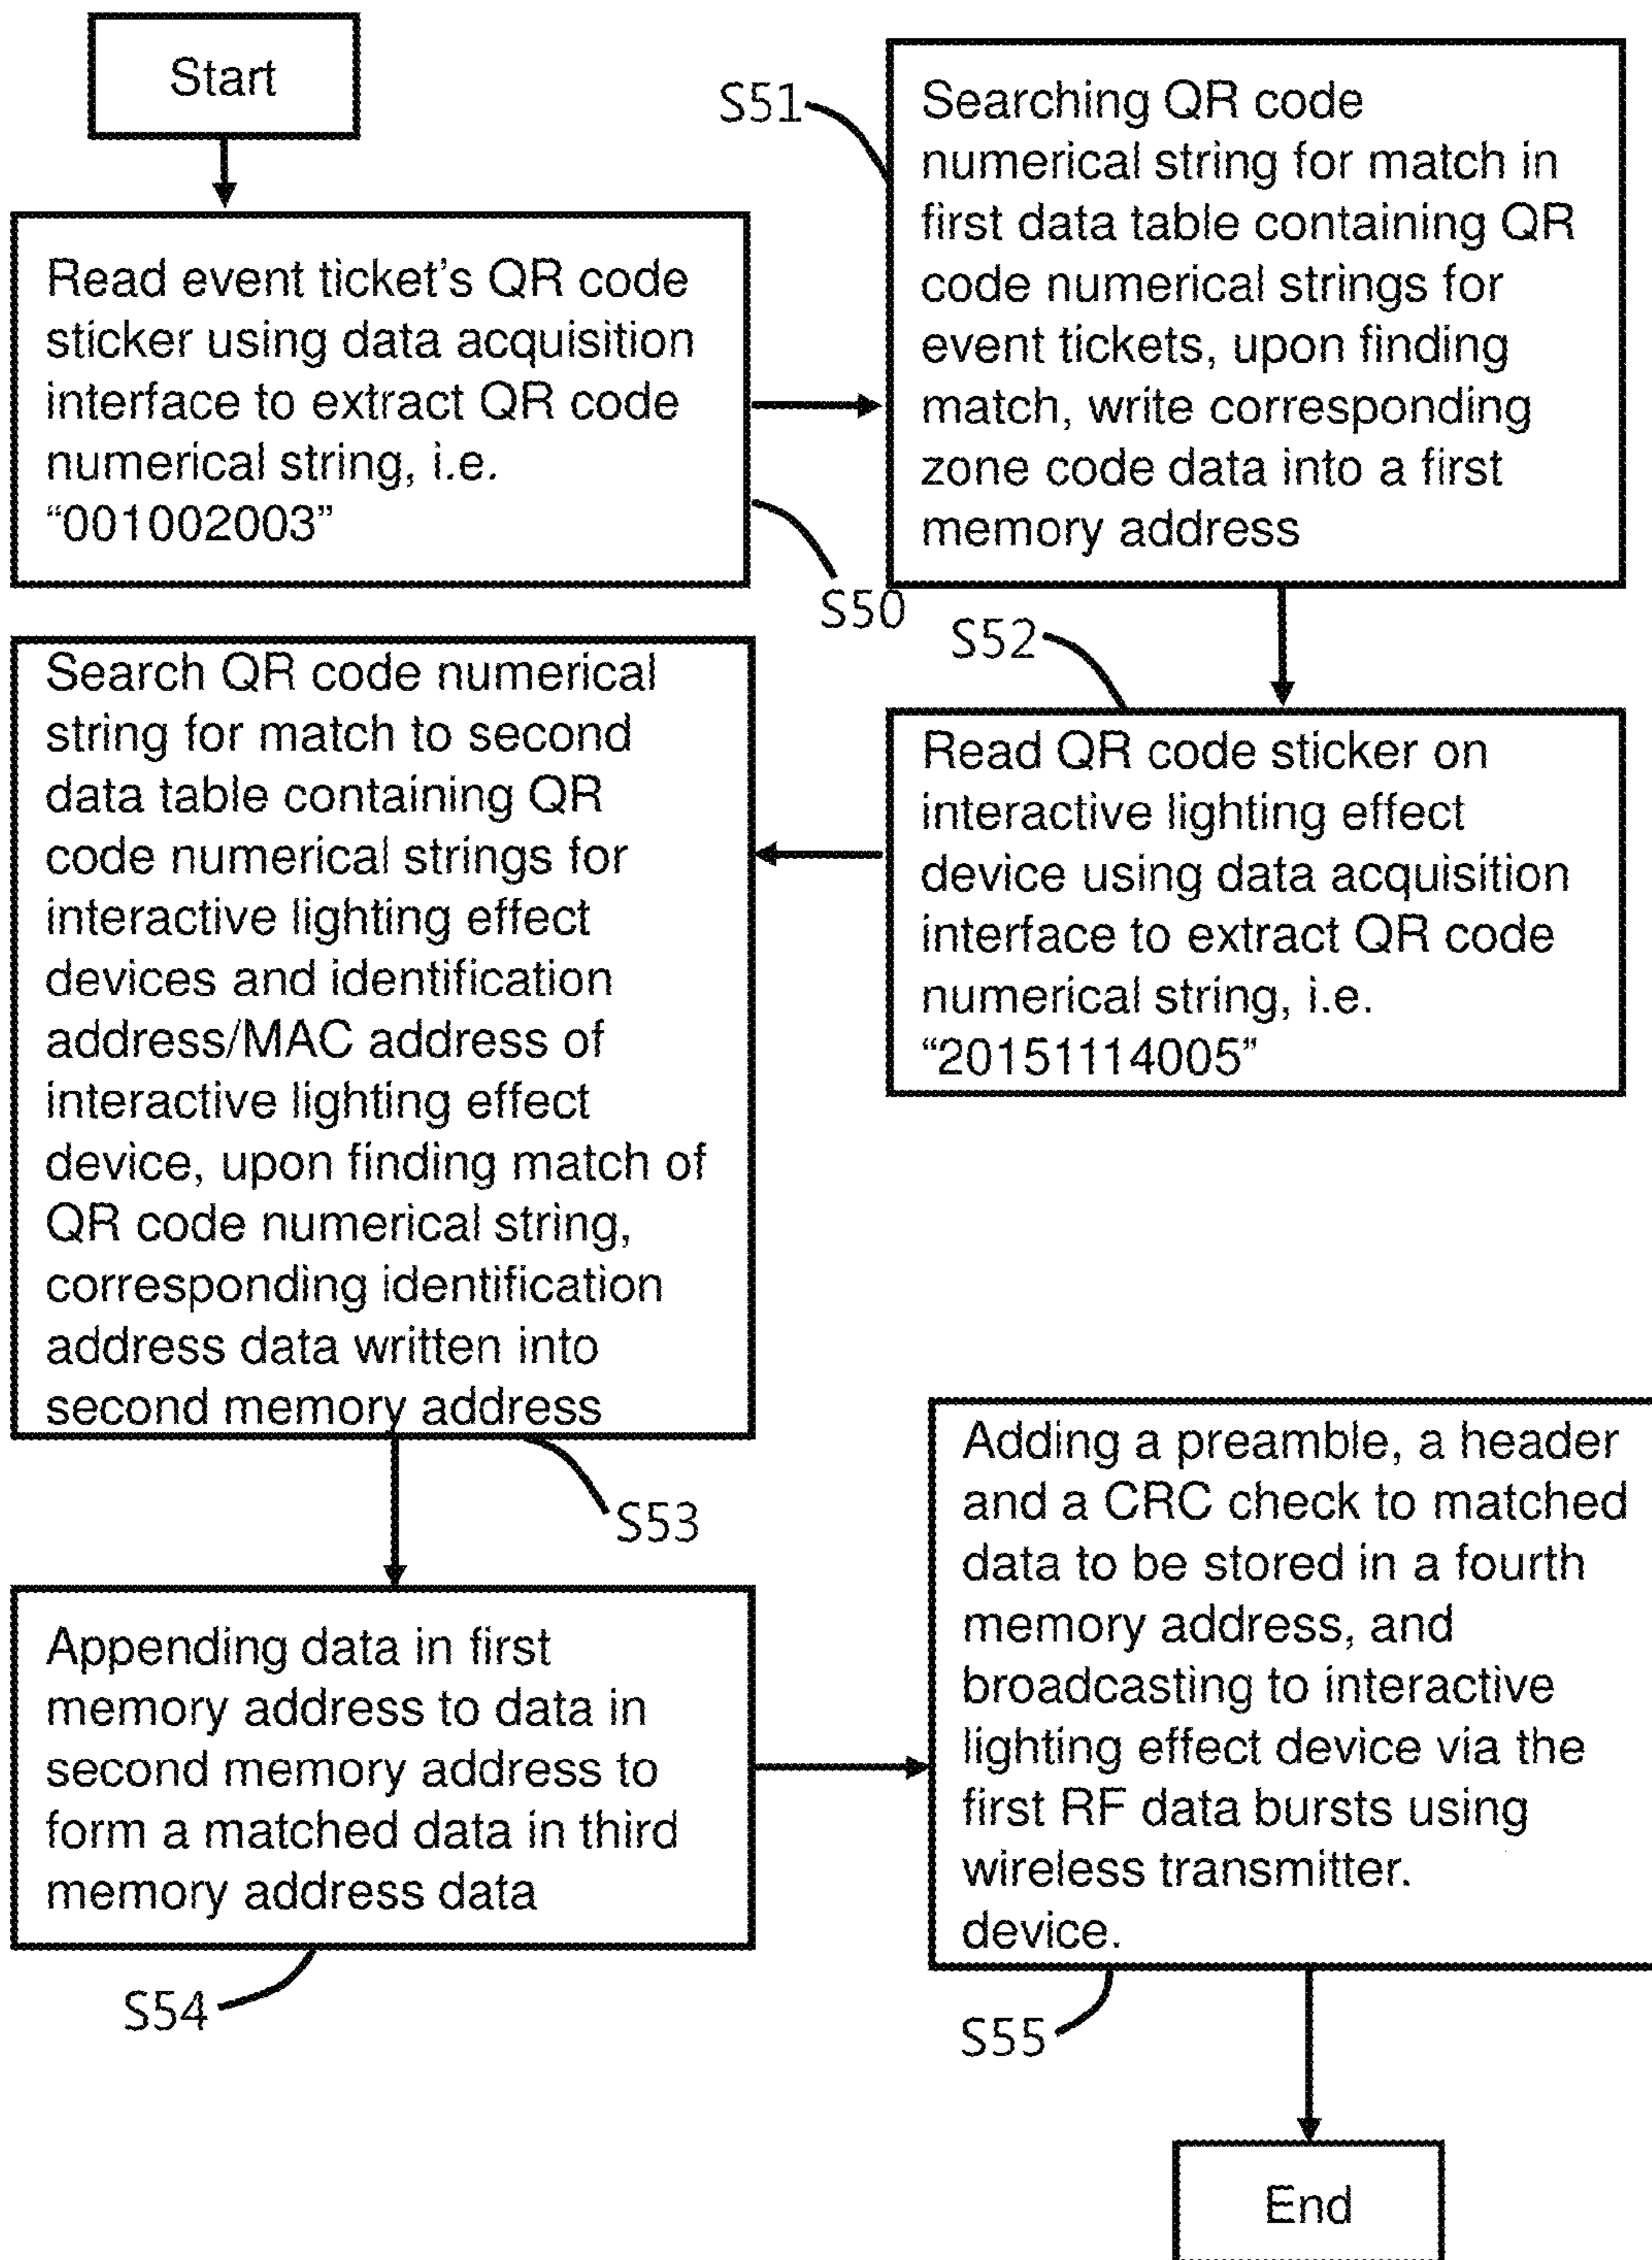 Start
Read event ticket's QR code
sticker using data acquisition
interface to extract QR code
numerical string, i.e.
“001002003”
S50
S51
Searching QR code
numerical string for match in
first data table containing QR
code numerical strings for
event tickets, upon finding
match, write corresponding
zone code data into a first
memory address
S52
Read QR code sticker on
interactive lighting effect
device using data acquisition
interface to extract QR code
numerical string, i.e.
“20151114005”
Search QR code numerical
string for match to second
data table containing QR
code numerical strings for
interactive lighting effect
devices and identification
address/MAC address of
interactive lighting effect
device, upon finding match of
QR code numerical string,
corresponding identification
address data written into
second memory address
S53
Appending data in first
memory address to data in
second memory address to
form a matched data in third
memory address data
S54
Adding a preamble, a header
and a CRC check to matched
data to be stored in a fourth
memory address, and
broadcasting to interactive
lighting effect device via the
first RF data bursts using
wireless transmitter.
device.
S55
End